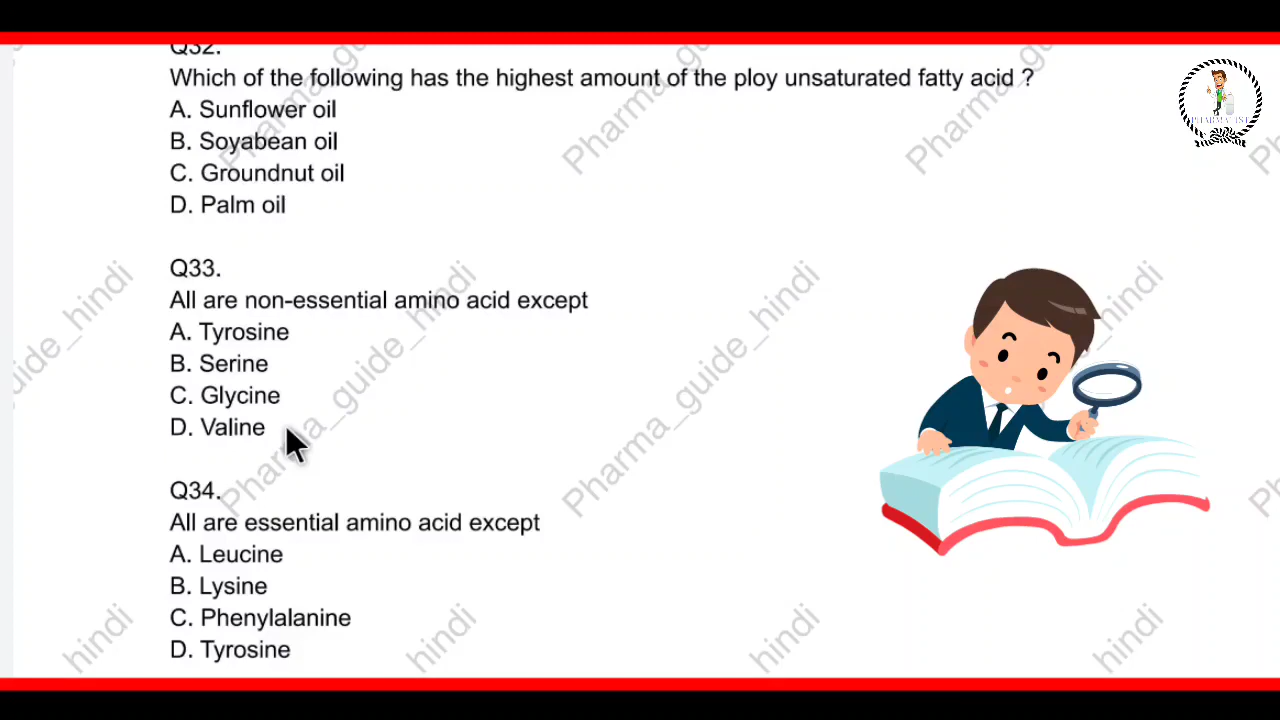 Q32.
Which of the following has the highest amount of the ploy unsaturated fatty acid ?
A. Sunflower oil
B. Soyabean oil
C. Groundnut oil
D. Palm oil
Q33.
All are non-essential amino acid except
A. Tyrosine
B. Serine
C. Glycine
D. Valine
Q34.
All are essential amino acid except
A. Leucine
B. Lysine
C. Phenylalanine
D. Tyrosine
Pharma_guide_hindi